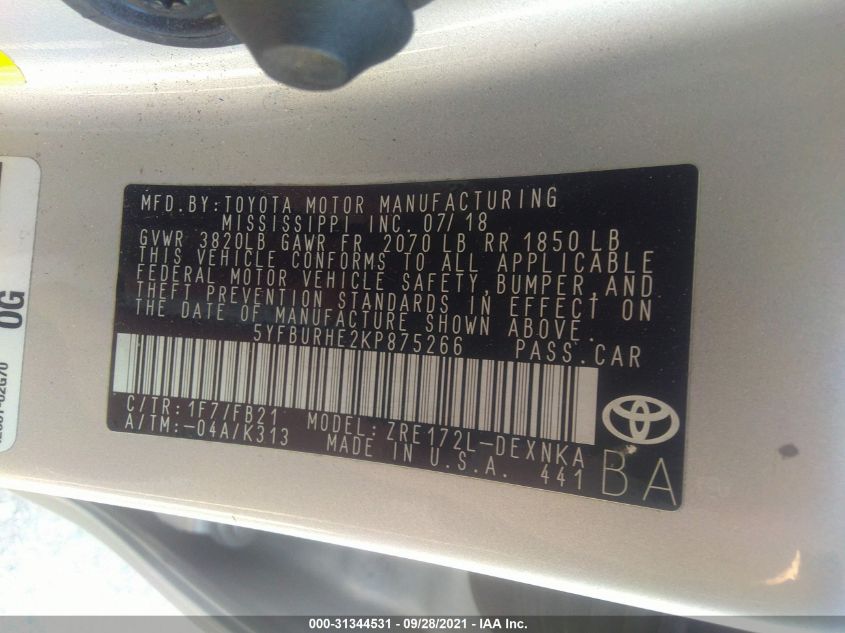 MFD.BY:TOYOTA MOTOR MANUFACTURING
MISSISSIPPI INC. 07/18
GVWR 3820LB GAWR FR 2070 LB RR 1850 LB
THIS VEHICLE CONFORMS TO ALL APPLICABLE
FEDERAL MOTOR VEHICLE SAFETY, BUMPER AND
THEFT PREVENTION STANDARDS IN EFFECT ON
THE DATE OF MANUFACTURE SHOWN ABOVE.
5YFBURHE2KP875266 PASS.CAR
C/TR:1F7/FB21 MODEL:ZRE172L-DEXNKA
A/TM:-04A/K313 MADE IN U.S.A. 441
BA
OG
000-31344531 - 09/28/2021 - IAA Inc.